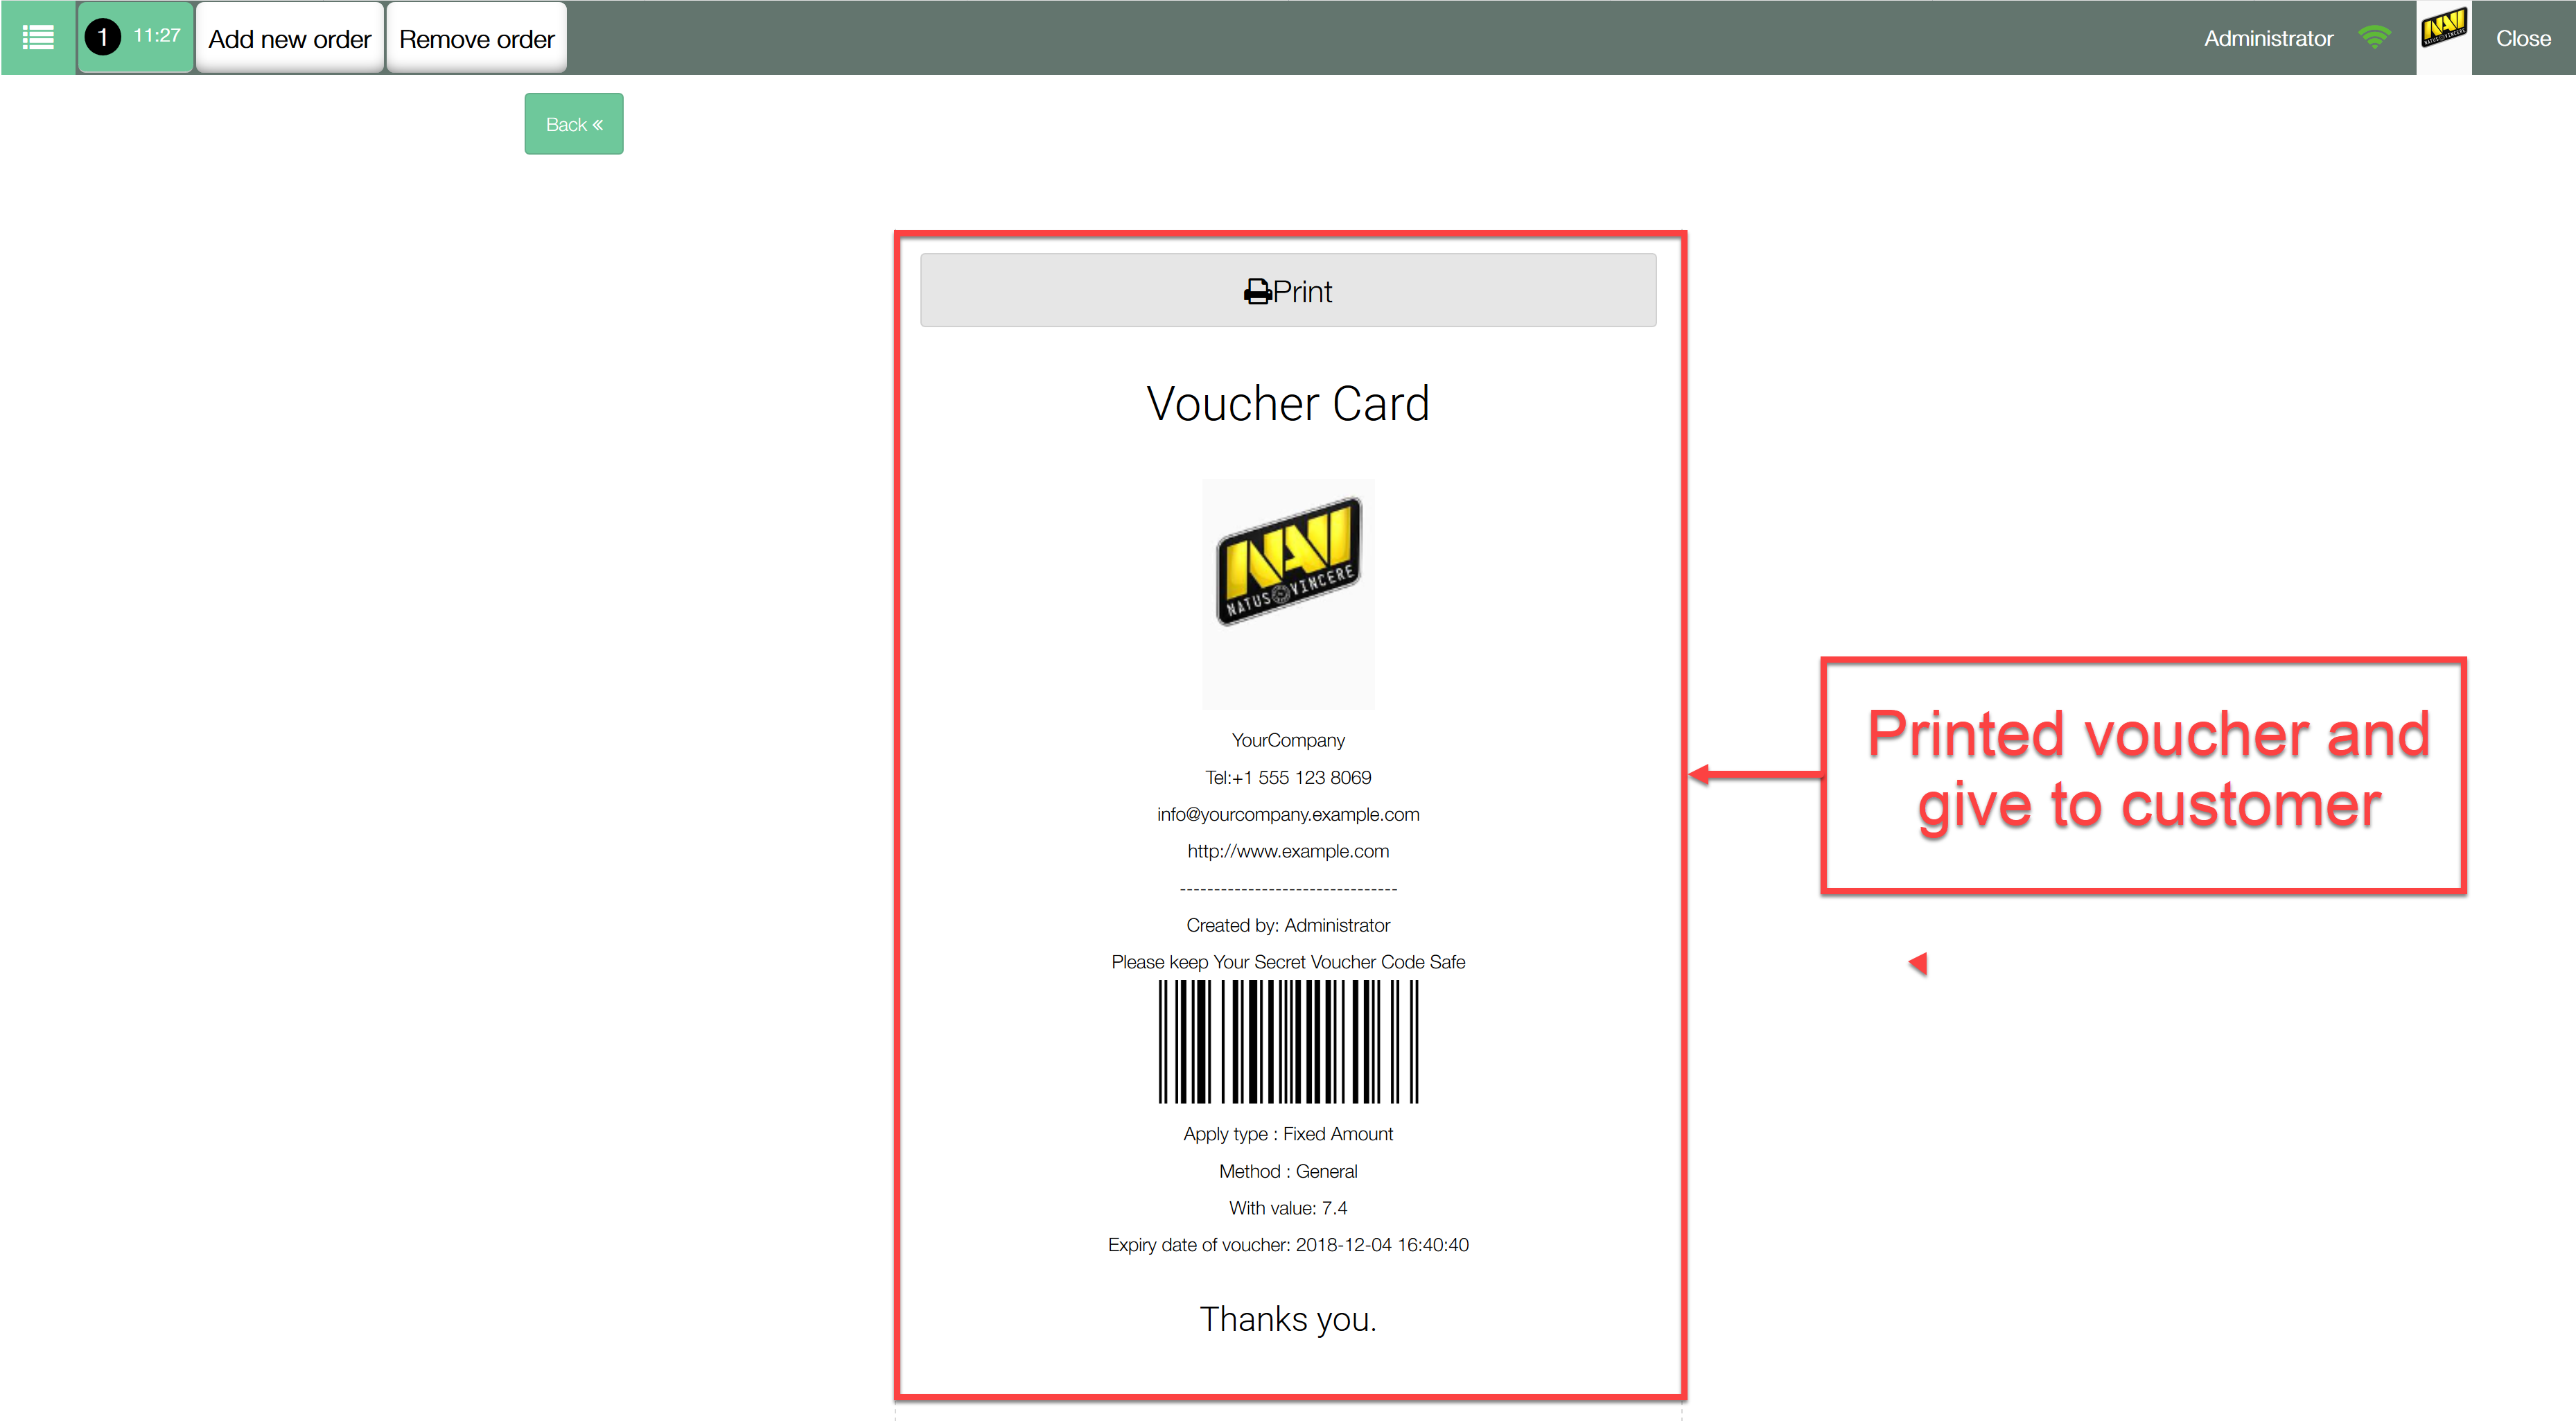 1 11:27 Add new order Remove order Administrator NAVI NATUS VINCERE Close
Back «
Print
Voucher Card
NAVI
NATUS VINCERE
YourCompany
Tel:+1 555 123 8069
info@yourcompany.example.com
http://www.example.com
--------------------------------
Created by: Administrator
Please keep Your Secret Voucher Code Safe
Apply type : Fixed Amount
Method : General
With value: 7.4
Expiry date of voucher: 2018-12-04 16:40:40
Thanks you.
Printed voucher and
give to customer